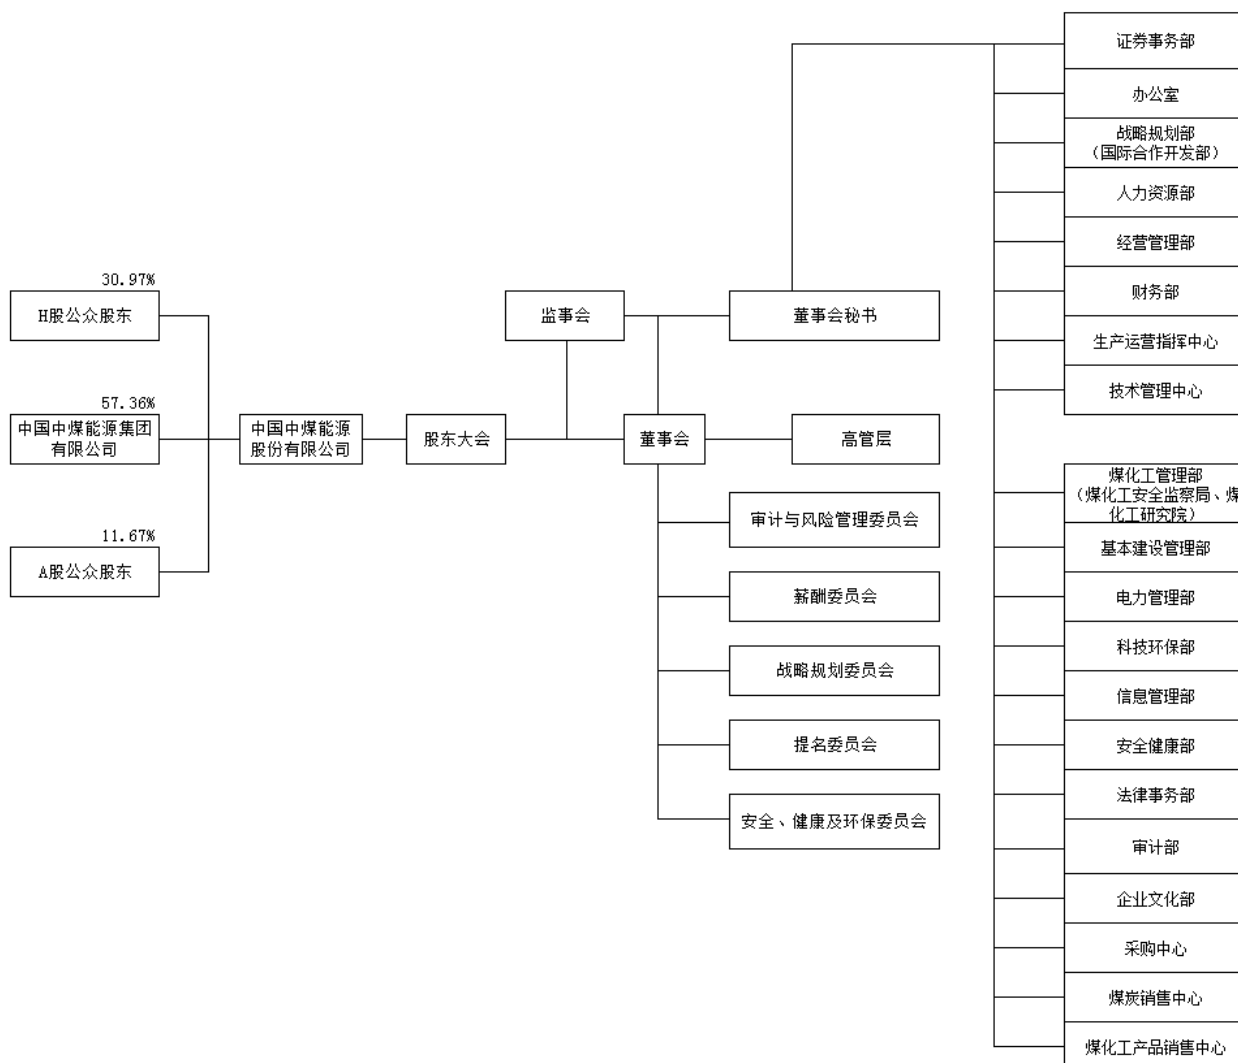 30.97%
H股公众股东
57.36%
中国中煤能源集团
有限公司
11.67%
A股公众股东
中国中煤能源
股份有限公司
股东大会
监事会
董事会
董事会秘书
高管层
审计与风险管理委员会
薪酬委员会
战略规划委员会
提名委员会
安全、健康及环保委员会
证券事务部
办公室
战略规划部
（国际合作开发部）
人力资源部
经营管理部
财务部
生产运营指挥中心
技术管理中心
煤化工管理部
（煤化工安全监察局、煤
化工研究院）
基本建设管理部
电力管理部
科技环保部
信息管理部
安全健康部
法律事务部
审计部
企业文化部
采购中心
煤炭销售中心
煤化工产品销售中心